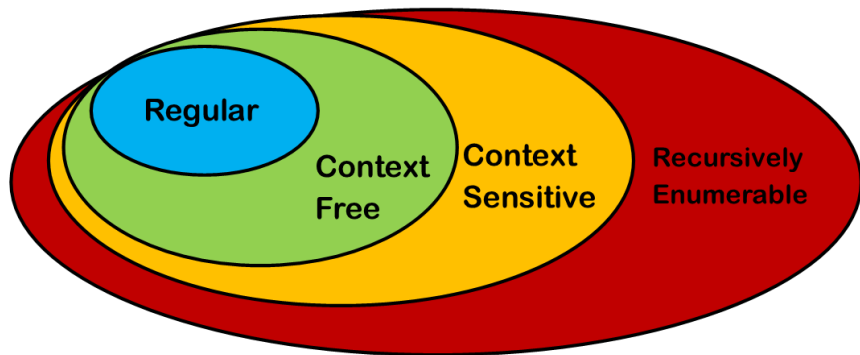 Regular
Context
Free
Context
Sensitive
Recursively
Enumerable